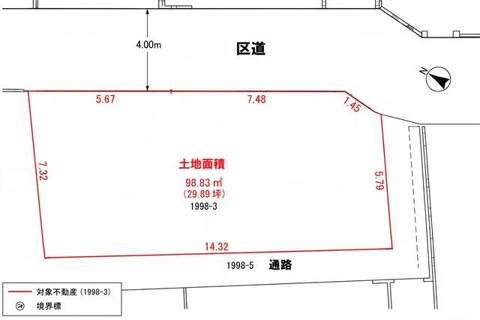 区道
4.00m
N
5.67
7.48
1.45
7.32
5.79
土地面積
98.83㎡
(29.89坪)
1998-3
14.32
1998-5 通路
対象不動産 (1998-3)
境界標